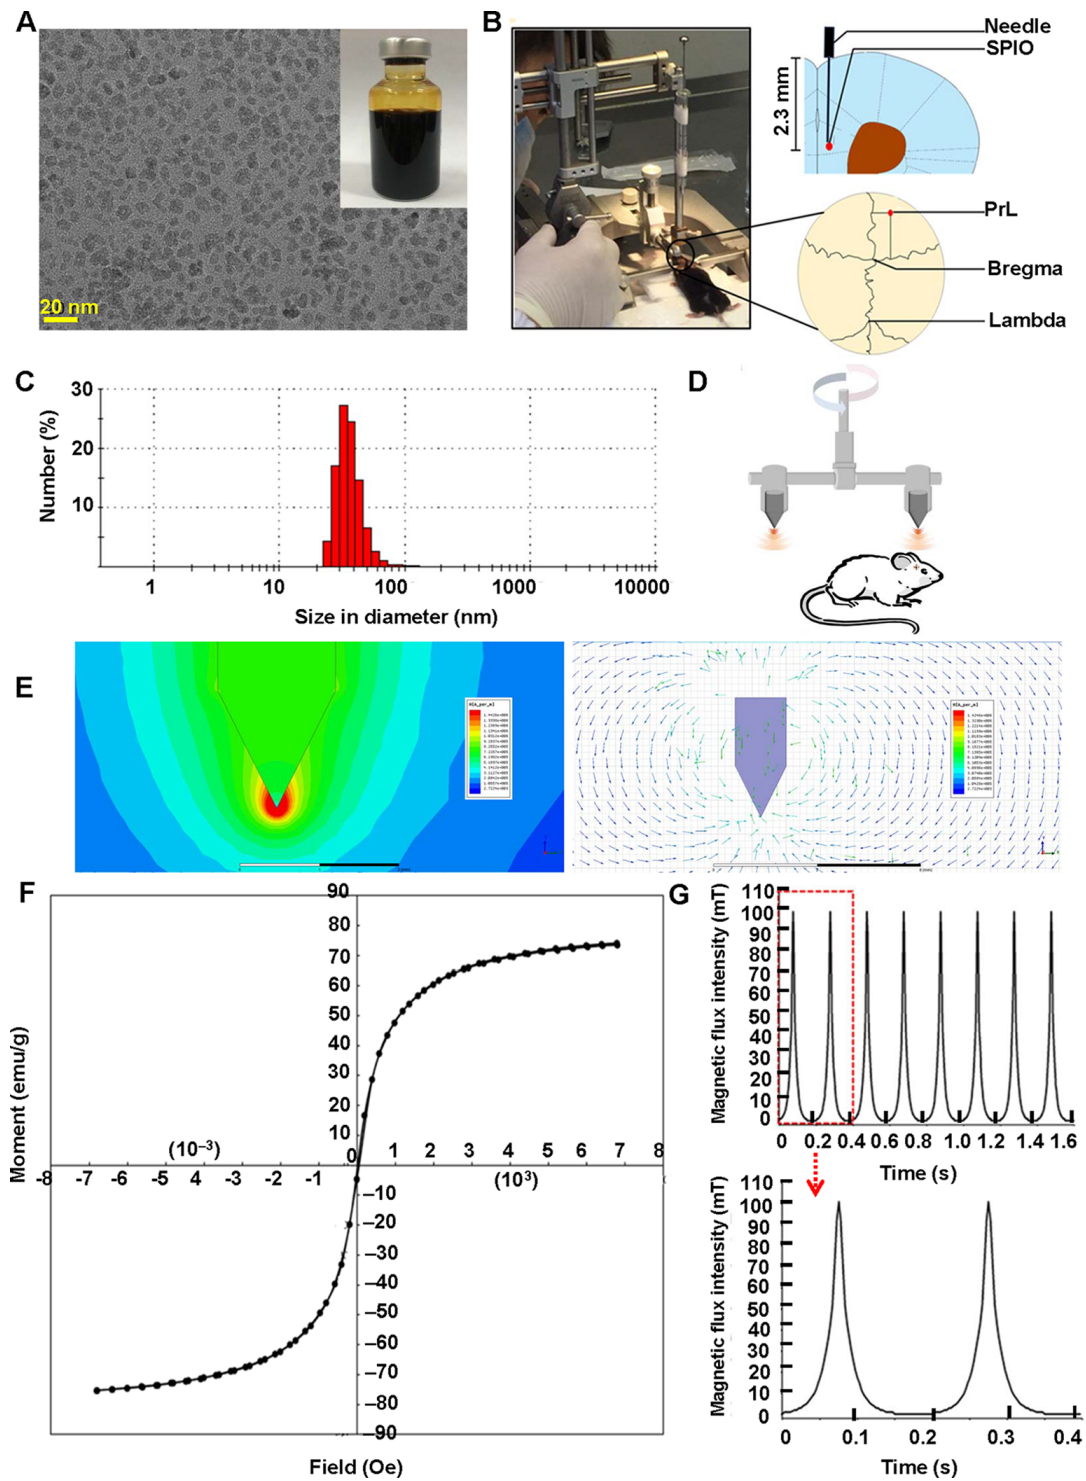 A
20 nm
B
Needle
SPIO
2.3 mm
PrL
Bregma
Lambda
C
Number (%)
30
20
10
1
10
100
1000
10000
Size in diameter (nm)
D
E
F
Moment (emu/g)
90
80
70
60
50
40
30
20
10
0
–10
–20
–30
–40
–50
–60
–70
–80
–90
-8 -7 -6 -5 -4 -3 -2 -1
1 2 3 4 5 6 7 8
(10–3)
(103)
Field (Oe)
G
Magnetic flux intensity (mT)
110
100
90
80
70
60
50
40
30
20
10
0
0 0.2 0.4 0.6 0.8 1.0 1.2 1.4 1.6
Time (s)
Magnetic flux intensity (mT)
110
100
90
80
70
60
50
40
30
20
10
0
0 0.1 0.2 0.3 0.4
Time (s)